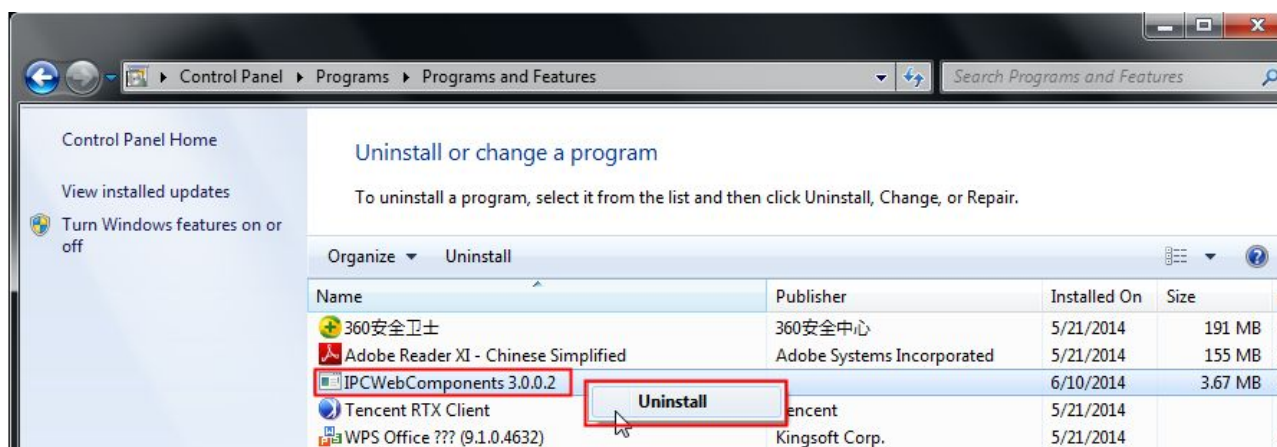 Control Panel ▸ Programs ▸ Programs and Features
Search Programs and Features
Control Panel Home
View installed updates
Turn Windows features on or
off
Uninstall or change a program
To uninstall a program, select it from the list and then click Uninstall, Change, or Repair.
Organize Uninstall
Name Publisher Installed On Size
360安全卫士 360安全中心 5/21/2014 191 MB
Adobe Reader XI - Chinese Simplified Adobe Systems Incorporated 5/21/2014 155 MB
IPCWebComponents 3.0.0.2 6/10/2014 3.67 MB
Uninstall
Tencent RTX Client encent 5/21/2014
WPS Office ??? (9.1.0.4632) Kingsoft Corp. 5/21/2014